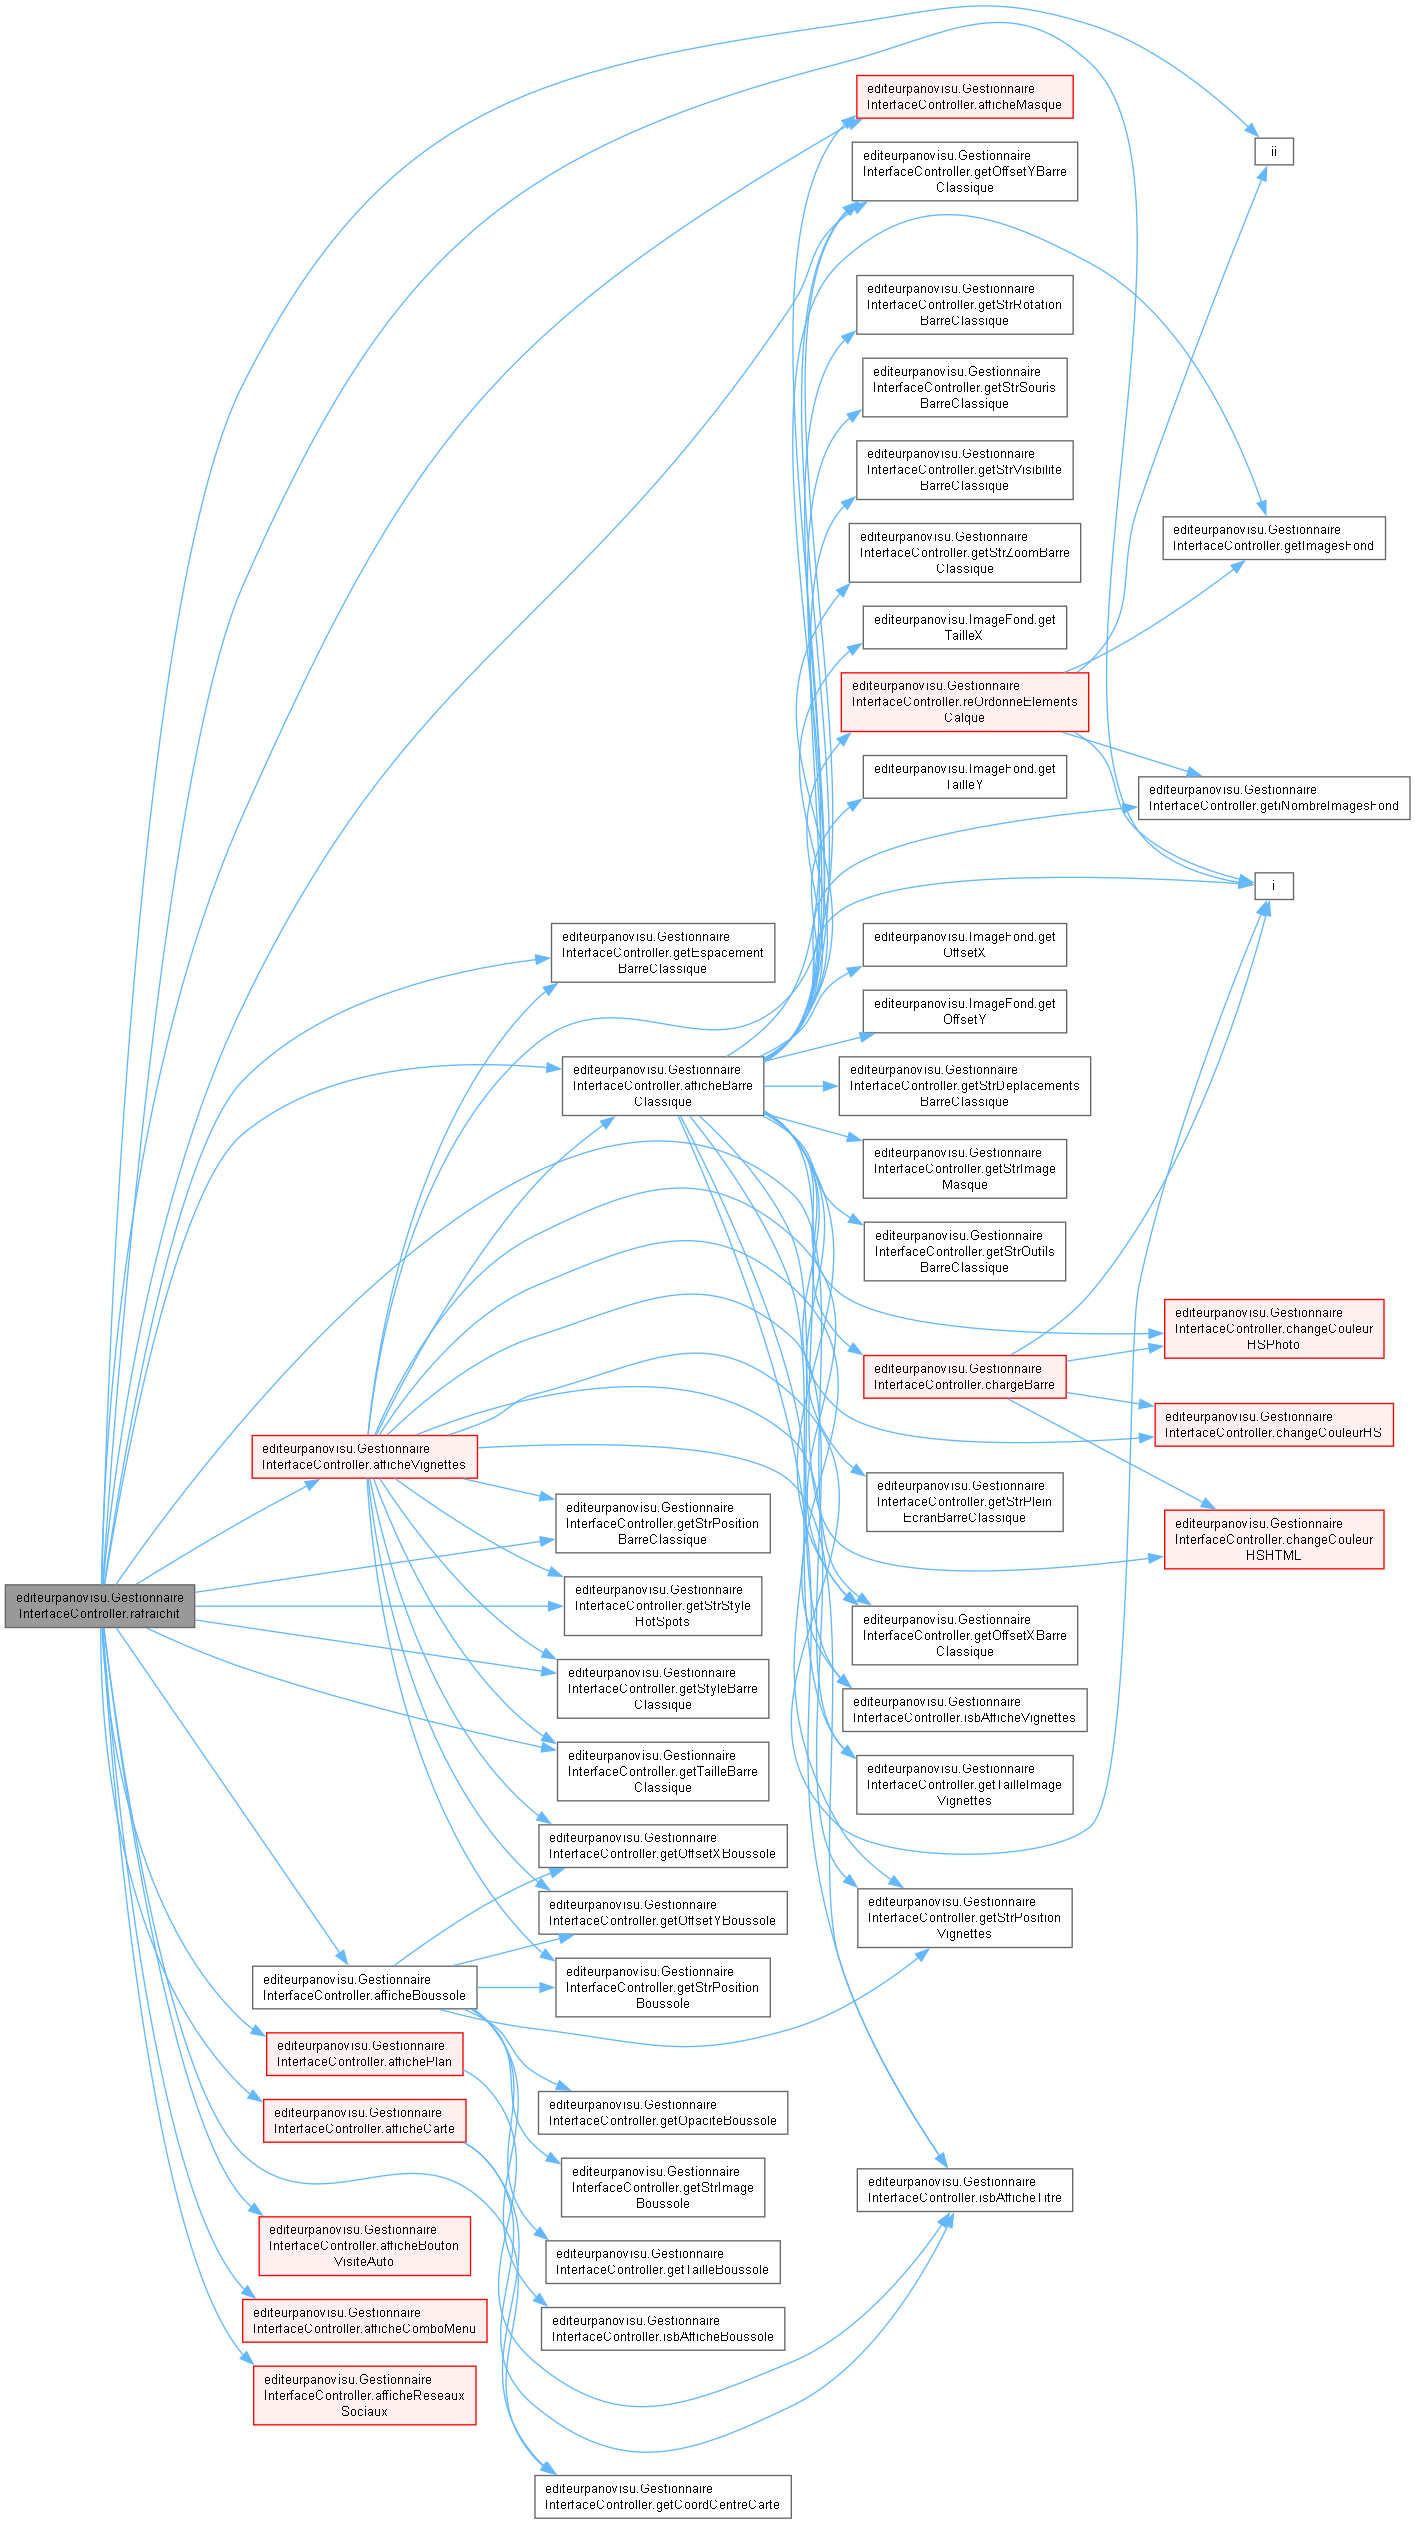 editeurpanovisu.Gestionnaire
InterfaceController.afficheMasque
ii
editeurpanovisu.Gestionnaire
InterfaceController.getOffsetYBarre
Classique
editeurpanovisu.Gestionnaire
InterfaceController.getStrRotation
BarreClassique
editeurpanovisu.Gestionnaire
InterfaceController.getStrSouris
BarreClassique
editeurpanovisu.Gestionnaire
InterfaceController.getStrVisibilite
BarreClassique
editeurpanovisu.Gestionnaire
InterfaceController.getImagesFond
editeurpanovisu.Gestionnaire
InterfaceController.getStrZoomBarre
Classique
editeurpanovisu.ImageFond.get
TailleX
editeurpanovisu.Gestionnaire
InterfaceController.reOrdonneElements
Calque
editeurpanovisu.ImageFond.get
TailleY
editeurpanovisu.Gestionnaire
InterfaceController.getiNombreImagesFond
i
editeurpanovisu.Gestionnaire
InterfaceController.getEspacement
BarreClassique
editeurpanovisu.ImageFond.get
OffsetX
editeurpanovisu.ImageFond.get
OffsetY
editeurpanovisu.Gestionnaire
InterfaceController.afficheBarre
Classique
editeurpanovisu.Gestionnaire
InterfaceController.getStrDeplacements
BarreClassique
editeurpanovisu.Gestionnaire
InterfaceController.getStrImage
Masque
editeurpanovisu.Gestionnaire
InterfaceController.getStrOutils
BarreClassique
editeurpanovisu.Gestionnaire
InterfaceController.changeCouleur
HSPhoto
editeurpanovisu.Gestionnaire
InterfaceController.chargeBarre
editeurpanovisu.Gestionnaire
InterfaceController.changeCouleurHS
editeurpanovisu.Gestionnaire
InterfaceController.afficheVignettes
editeurpanovisu.Gestionnaire
InterfaceController.getStrPlein
EcranBarreClassique
editeurpanovisu.Gestionnaire
InterfaceController.getStrPosition
BarreClassique
editeurpanovisu.Gestionnaire
InterfaceController.changeCouleur
HSHTML
editeurpanovisu.Gestionnaire
InterfaceController.rafraichit
editeurpanovisu.Gestionnaire
InterfaceController.getStrStyle
HotSpots
editeurpanovisu.Gestionnaire
InterfaceController.getOffsetXBarre
Classique
editeurpanovisu.Gestionnaire
InterfaceController.getStyleBarre
Classique
editeurpanovisu.Gestionnaire
InterfaceController.isbAfficheVignettes
editeurpanovisu.Gestionnaire
InterfaceController.getTailleBarre
Classique
editeurpanovisu.Gestionnaire
InterfaceController.getTailleImage
Vignettes
editeurpanovisu.Gestionnaire
InterfaceController.getOffsetXBoussole
editeurpanovisu.Gestionnaire
InterfaceController.getOffsetYBoussole
editeurpanovisu.Gestionnaire
InterfaceController.getStrPosition
Vignettes
editeurpanovisu.Gestionnaire
InterfaceController.afficheBoussole
editeurpanovisu.Gestionnaire
InterfaceController.getStrPosition
Boussole
editeurpanovisu.Gestionnaire
InterfaceController.affichePlan
editeurpanovisu.Gestionnaire
InterfaceController.afficheCarte
editeurpanovisu.Gestionnaire
InterfaceController.getOpaciteBoussole
editeurpanovisu.Gestionnaire
InterfaceController.getStrImage
Boussole
editeurpanovisu.Gestionnaire
InterfaceController.isbAfficheTitre
editeurpanovisu.Gestionnaire
InterfaceController.afficheBouton
VisiteAuto
editeurpanovisu.Gestionnaire
InterfaceController.getTailleBoussole
editeurpanovisu.Gestionnaire
InterfaceController.afficheComboMenu
editeurpanovisu.Gestionnaire
InterfaceController.isbAfficheBoussole
editeurpanovisu.Gestionnaire
InterfaceController.afficheReseaux
Sociaux
editeurpanovisu.Gestionnaire
InterfaceController.getCoordCentreCarte